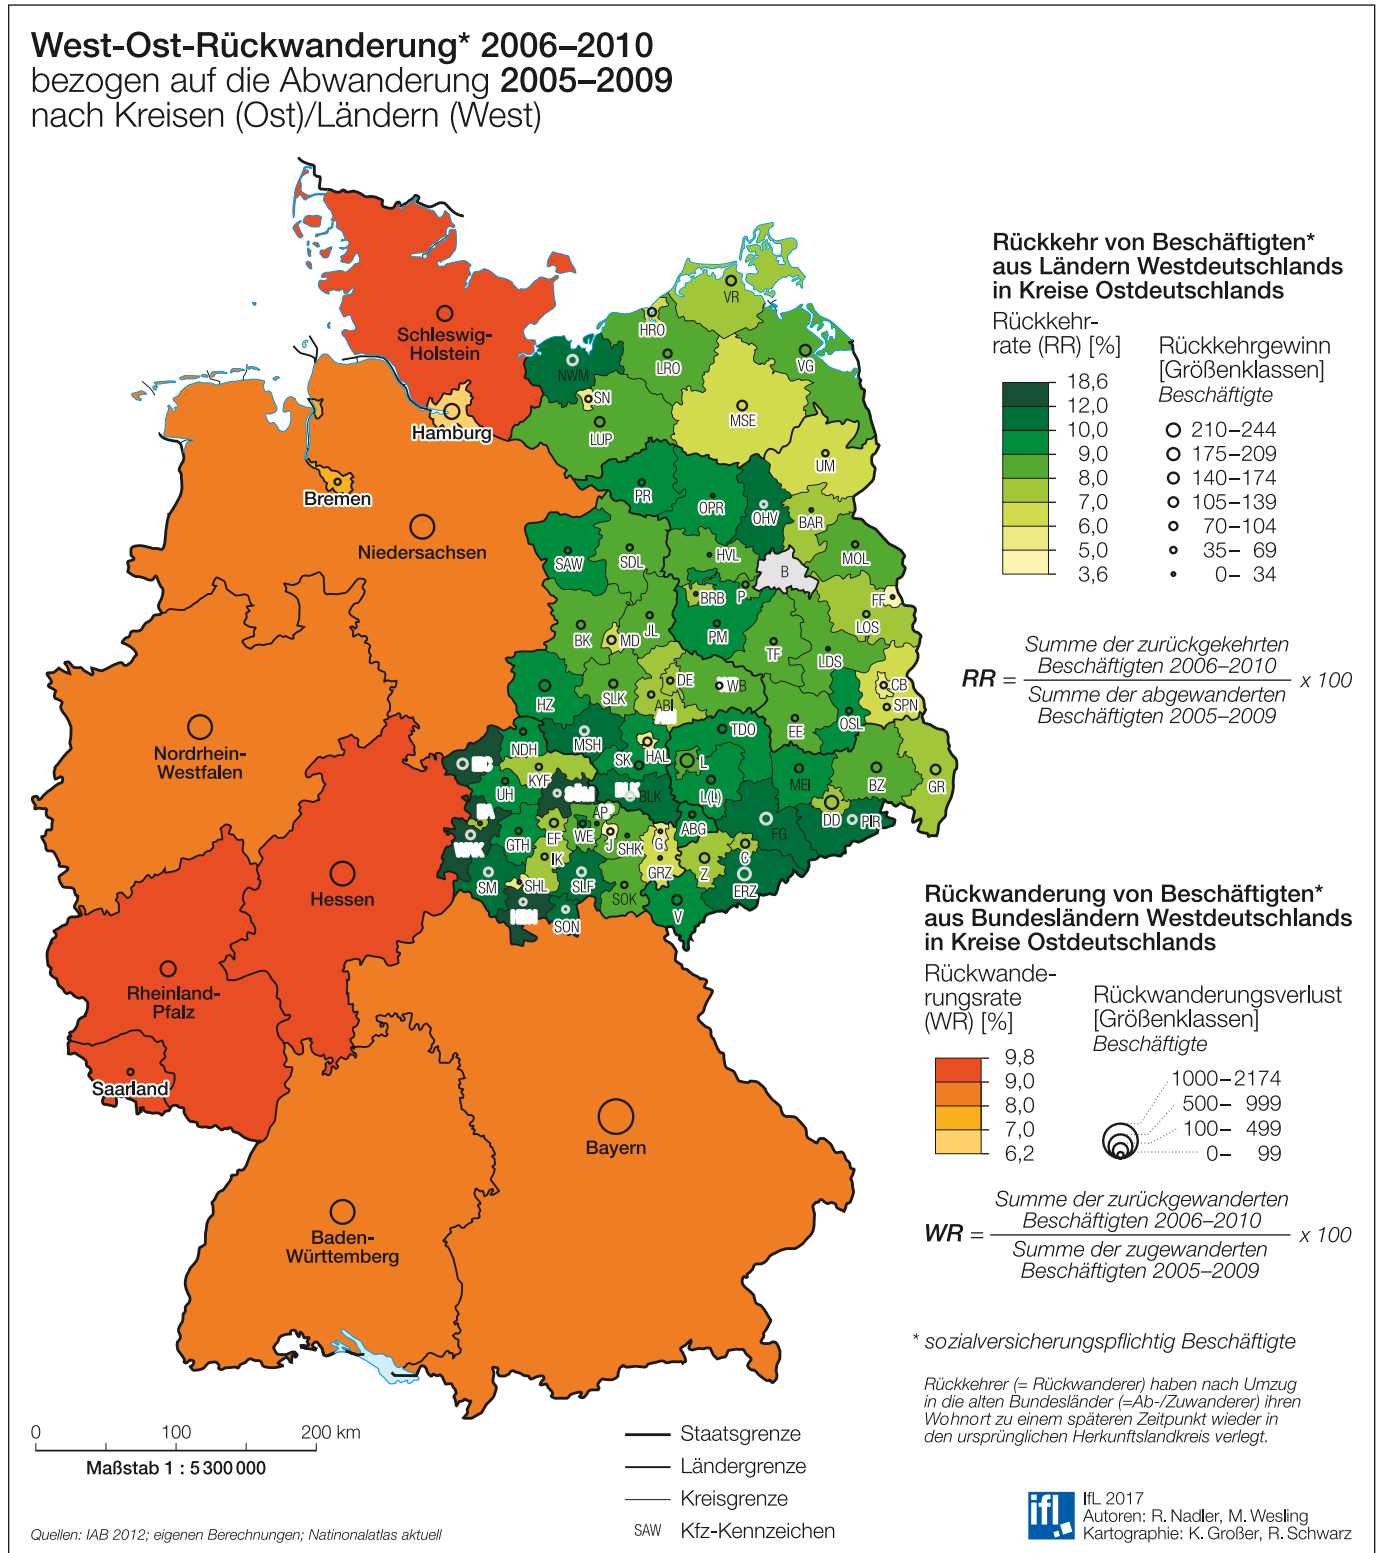 West-Ost-Rückwanderung* 2006–2010
bezogen auf die Abwanderung 2005–2009
nach Kreisen (Ost)/Ländern (West)
Rückkehr von Beschäftigten*
aus Ländern Westdeutschlands
in Kreise Ostdeutschlands
Rückkehr-
rate (RR) [%]
18,6
12,0
10,0
9,0
8,0
7,0
6,0
5,0
3,6
Rückkehrgewinn
[Größenklassen]
Beschäftigte
210–244
175–209
140–174
105–139
70–104
35– 69
0– 34
RR =
Summe der zurückgekehrten
Beschäftigten 2006–2010
Summe der abgewanderten
Beschäftigten 2005–2009
x 100
Schleswig-
Holstein
Hamburg
Bremen
Niedersachsen
Nordrhein-
Westfalen
Hessen
Rheinland-
Pfalz
Saarland
Baden-
Württemberg
Bayern
VR
HRO
LRO
VG
NWM
SN
LUP
MSE
UM
PR
OPR
OHV
BAR
SAW
SDL
HVL
B
MOL
BRB
P
FF
LOS
BK
MD
JL
PM
TF
LDS
HZ
SLK
DE
ABI
WB
CB
SPN
EE
OSL
NDH
MSH
SK
HAL
TDO
L
KYF
UH
BLK
L(L)
MEI
BZ
GR
DD
PIR
FG
AP
EF
WE
J
SHK
G
ABG
GTH
IK
GRZ
Z
C
ERZ
SM
SHL
SLF
SOK
V
SON
Rückwanderung von Beschäftigten*
aus Bundesländern Westdeutschlands
in Kreise Ostdeutschlands
Rückwande-
rungsrate
(WR) [%]
9,8
9,0
8,0
7,0
6,2
Rückwanderungsverlust
[Größenklassen]
Beschäftigte
1000–2174
500– 999
100– 499
0– 99
WR =
Summe der zurückgewanderten
Beschäftigten 2006–2010
Summe der zugewanderten
Beschäftigten 2005–2009
x 100
* sozialversicherungspflichtig Beschäftigte
Rückkehrer (= Rückwanderer) haben nach Umzug
in die alten Bundesländer (=Ab-/Zuwanderer) ihren
Wohnort zu einem späteren Zeitpunkt wieder in
den ursprünglichen Herkunftslandkreis verlegt.
0 100 200 km
Maßstab 1 : 5 300 000
Staatsgrenze
Ländergrenze
Kreisgrenze
SAW Kfz-Kennzeichen
Quellen: IAB 2012; eigenen Berechnungen; Natinonalatlas aktuell
ifl
IfL 2017
Autoren: R. Nadler, M. Wesling
Kartographie: K. Großer, R. Schwarz